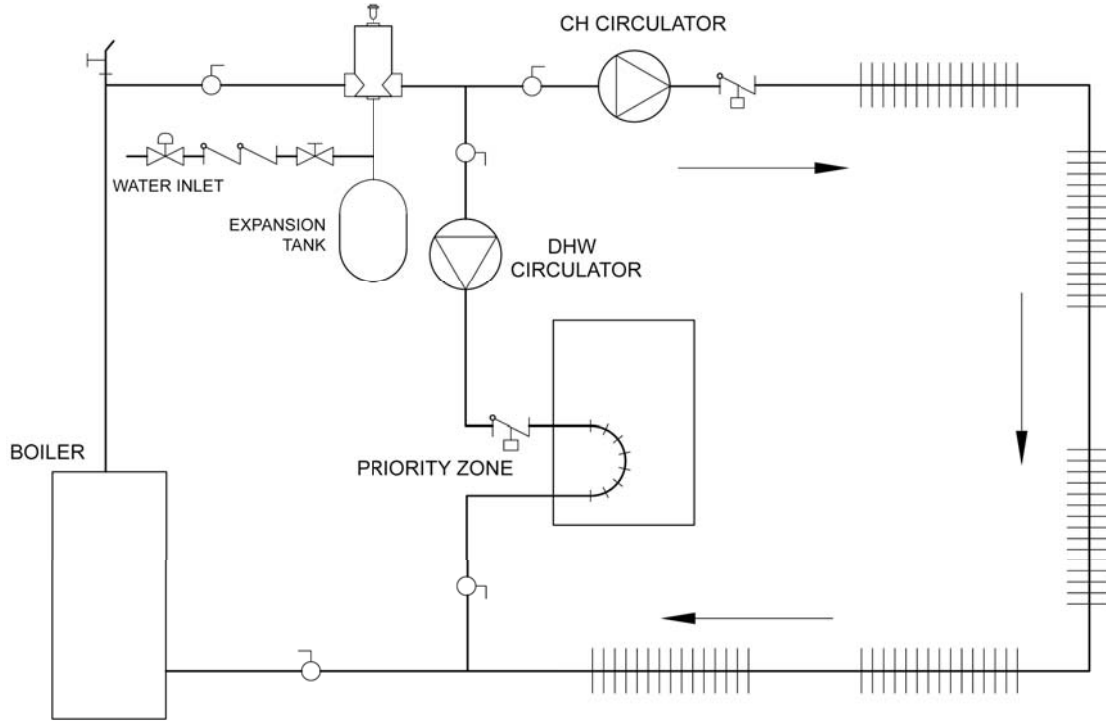 CH CIRCULATOR
WATER INLET
EXPANSION
TANK
DHW
CIRCULATOR
BOILER
PRIORITY ZONE